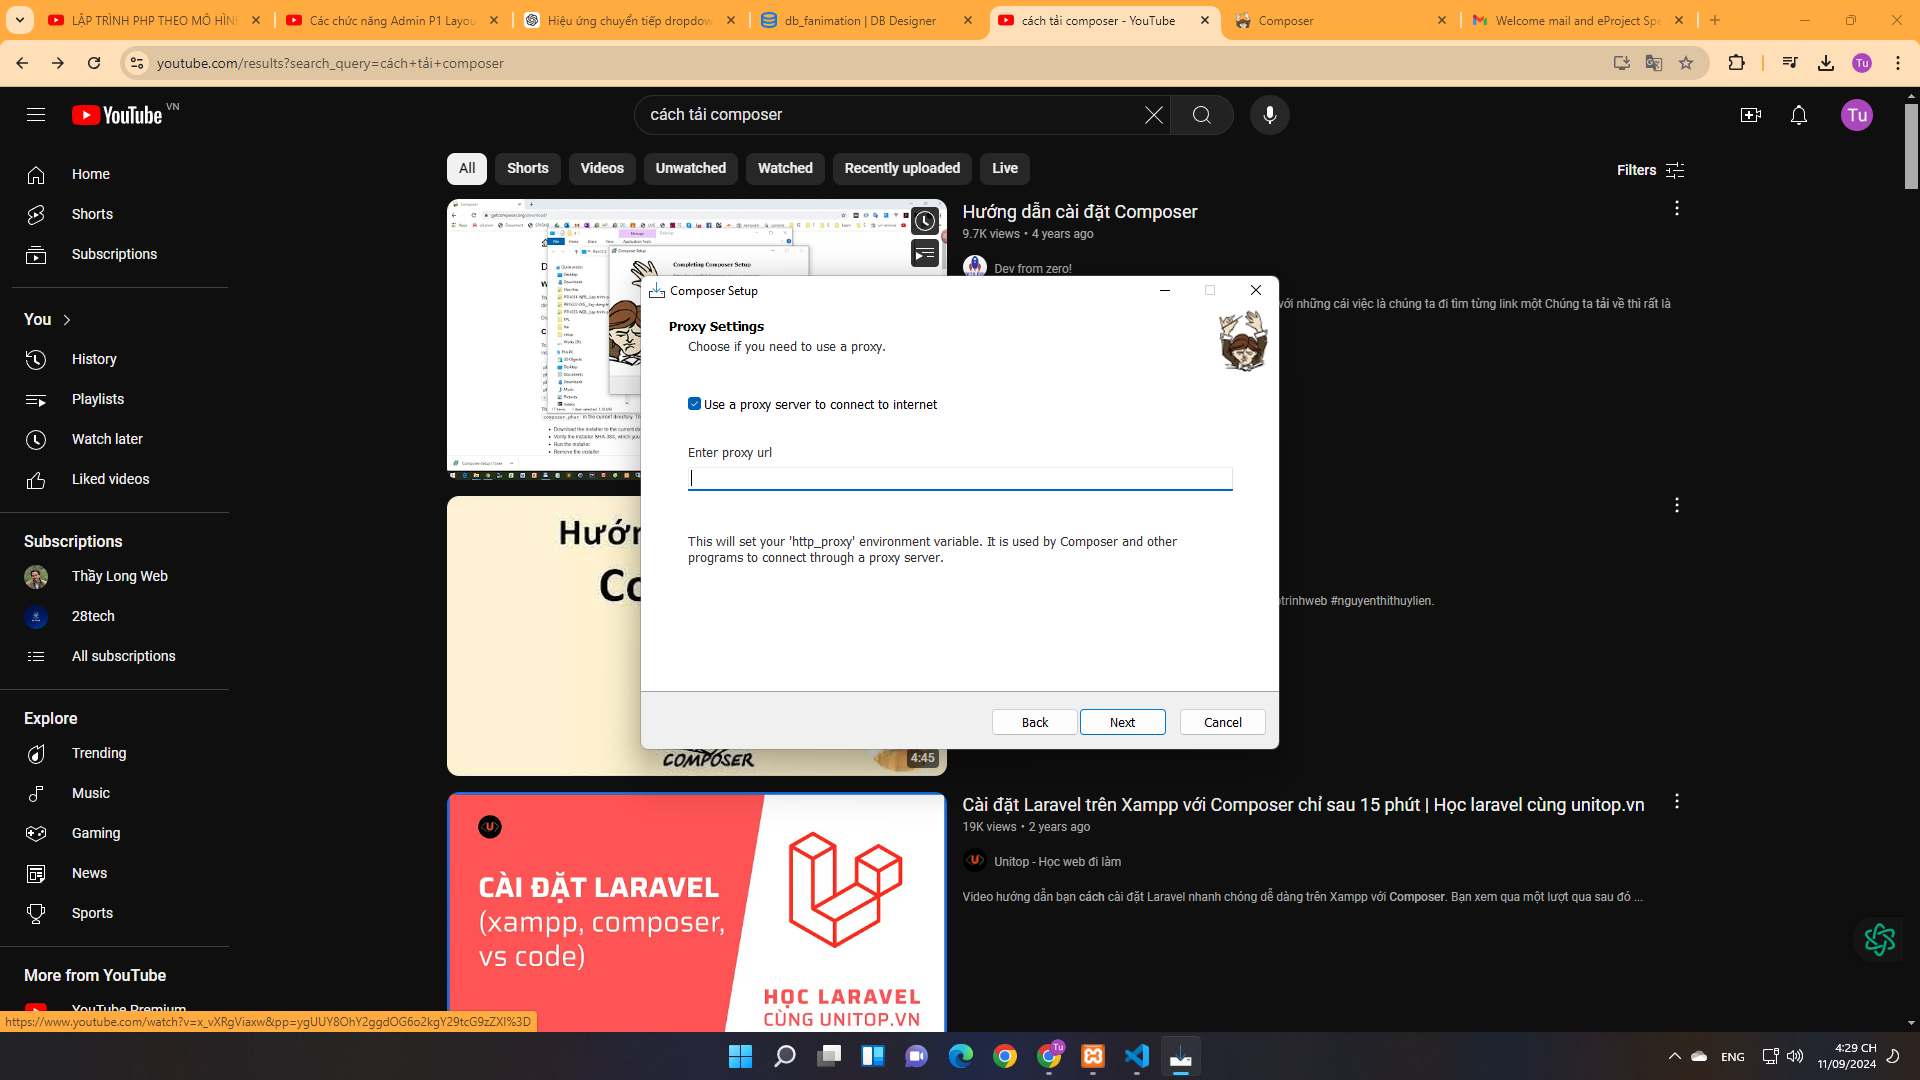 LẬP TRÌNH PHP THEO MÔ HÌN
Các chức năng Admin P1 Layou
Hiệu ứng chuyển tiếp dropdow
db_fanimation | DB Designer
cách tải composer - YouTube
Composer
Welcome mail and eProject Spe
youtube.com/results?search_query=cách+tải+composer
Tu
YouTube VN
cách tải composer
Tu
Home
Shorts
Subscriptions
You
History
Playlists
Watch later
Liked videos
Subscriptions
Thầy Long Web
28tech
All subscriptions
Explore
Trending
Music
Gaming
News
Sports
More from YouTube
YouTube Premium
All
Shorts
Videos
Unwatched
Watched
Recently uploaded
Live
Filters
Completing Composer Setup
Hướng dẫn cài đặt Composer
9.7K views • 4 years ago
Dev from zero!
với những cái việc là chúng ta đi tìm từng link một Chúng ta tải về thì rất là
Composer Setup
Proxy Settings
Choose if you need to use a proxy.
Use a proxy server to connect to internet
Enter proxy url
This will set your 'http_proxy' environment variable. It is used by Composer and other
programs to connect through a proxy server.
Back
Next
Cancel
Hướn
Co
COMPOSER
4:45
otrinhweb #nguyenthithuylien.
CÀI ĐẶT LARAVEL
(xampp, composer,
vs code)
HỌC LARAVEL
CÙNG UNITOP.VN
Cài đặt Laravel trên Xampp với Composer chỉ sau 15 phút | Học laravel cùng unitop.vn
19K views • 2 years ago
Unitop - Học web đi làm
Video hướng dẫn bạn cách cài đặt Laravel nhanh chóng dễ dàng trên Xampp với Composer. Bạn xem qua một lượt qua sau đó ...
https://www.youtube.com/watch?v=x_vXRgViaxw&pp=ygUUY8OhY2ggdOG6o2kgY29tcG9zZXI%3D
Tu
ENG
4:29 CH
11/09/2024